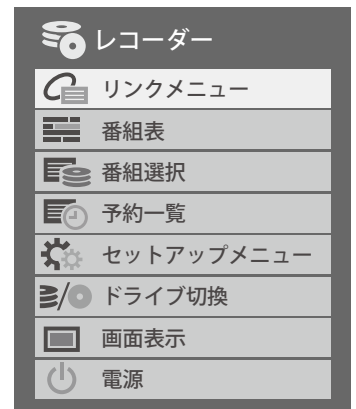 レコーダー
リンクメニュー
番組表
番組選択
予約一覧
セットアップメニュー
ドライブ切換
画面表示
電源